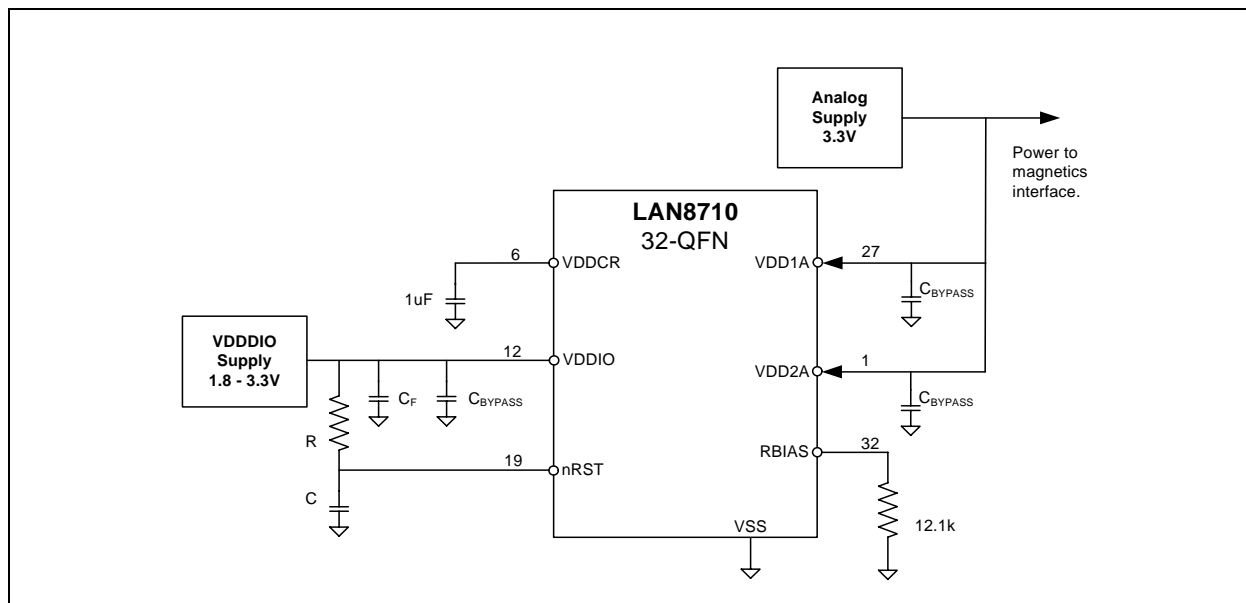 Analog
Supply
3.3V
Power to
magnetics
interface.
LAN8710
32-QFN
6
VDDCR
VDD1A
27
1uF
CBYPASS
VDDDIO
Supply
1.8 - 3.3V
12
VDDIO
VDD2A
1
CF
CBYPASS
CBYPASS
R
RBIAS
32
19
nRST
C
VSS
12.1k